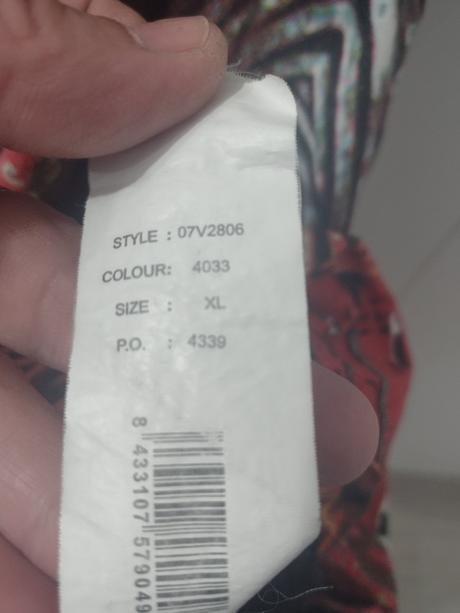 STYLE : 07V2806
COLOUR: 4033
SIZE : XL
P.O. : 4339
8 433107 579049